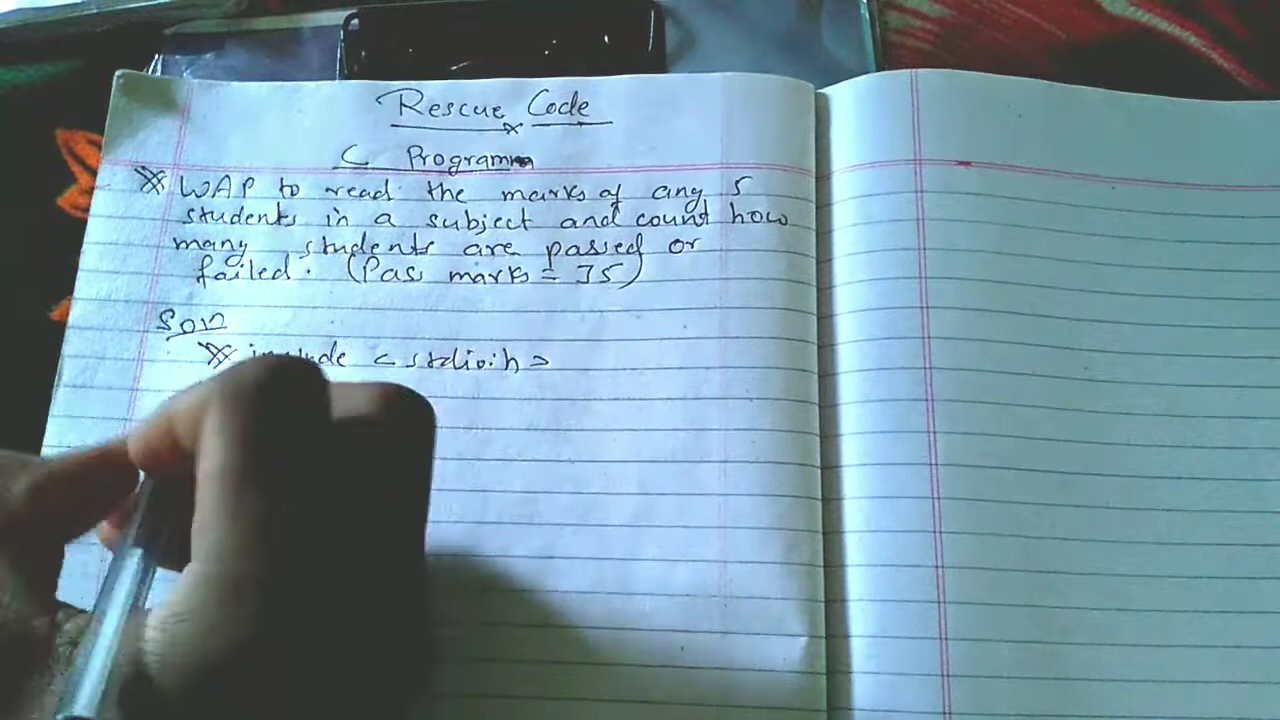 Rescue Code
C Program
* WAP to read the marks of any 5
students in a subject and count how
many students are passed or
failed. (Pass marks = 35)
Soln
# include <stdio.h>